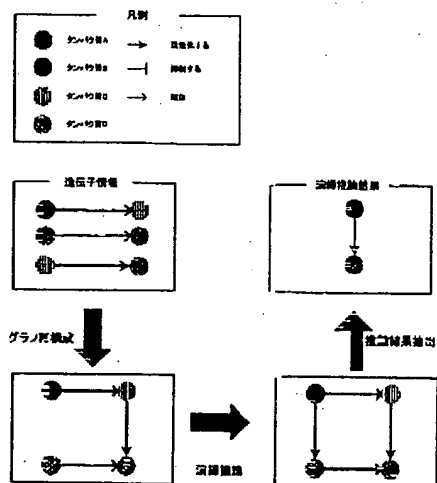 凡例
タンパク質A
活性化する
タンパク質B
抑制する
タンパク質C
タンパク質D
遺伝子情報
演繹推論結果
グラフ再構成
推論結果抽出
演繹推論